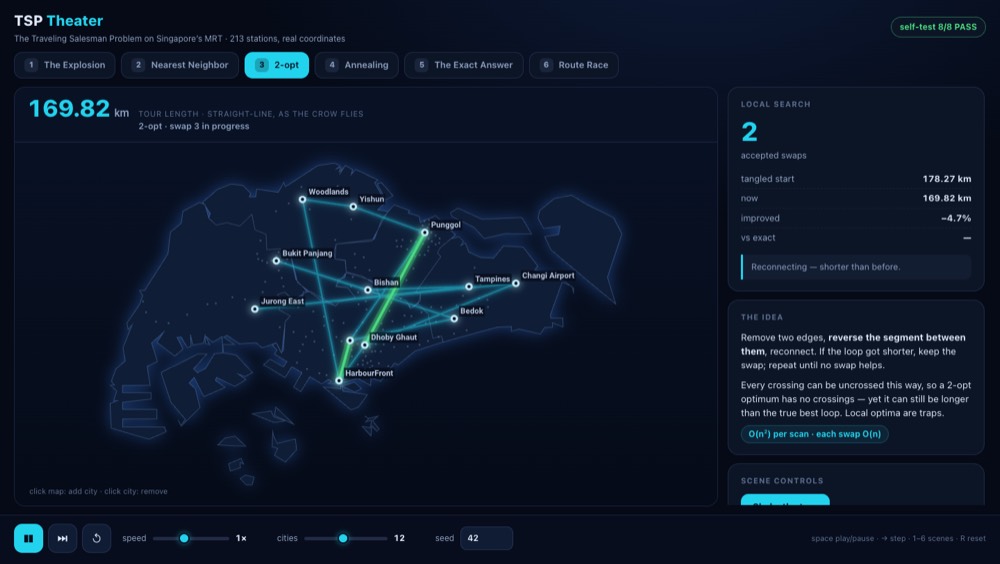 TSP Theater
The Traveling Salesman Problem on Singapore's MRT · 213 stations, real coordinates
self-test 8/8 PASS
1 The Explosion
2 Nearest Neighbor
3 2-opt
4 Annealing
5 The Exact Answer
6 Route Race
169.82 km
TOUR LENGTH · STRAIGHT-LINE, AS THE CROW FLIES
2-opt · swap 3 in progress
Woodlands
Yishun
Punggol
Bukit Panjang
Bishan
Tampines
Changi Airport
Jurong East
Bedok
Dhoby Ghaut
HarbourFront
click map: add city · click city: remove
LOCAL SEARCH
2
accepted swaps
tangled start 178.27 km
now 169.82 km
improved −4.7%
vs exact —
Reconnecting — shorter than before.
THE IDEA
Remove two edges, reverse the segment between
them, reconnect. If the loop got shorter, keep the
swap; repeat until no swap helps.
Every crossing can be uncrossed this way, so a 2-opt
optimum has no crossings — yet it can still be longer
than the true best loop. Local optima are traps.
O(n²) per scan · each swap O(n)
SCENE CONTROLS
speed 1×
cities 12
seed 42
space play/pause · → step · 1–6 scenes · R reset